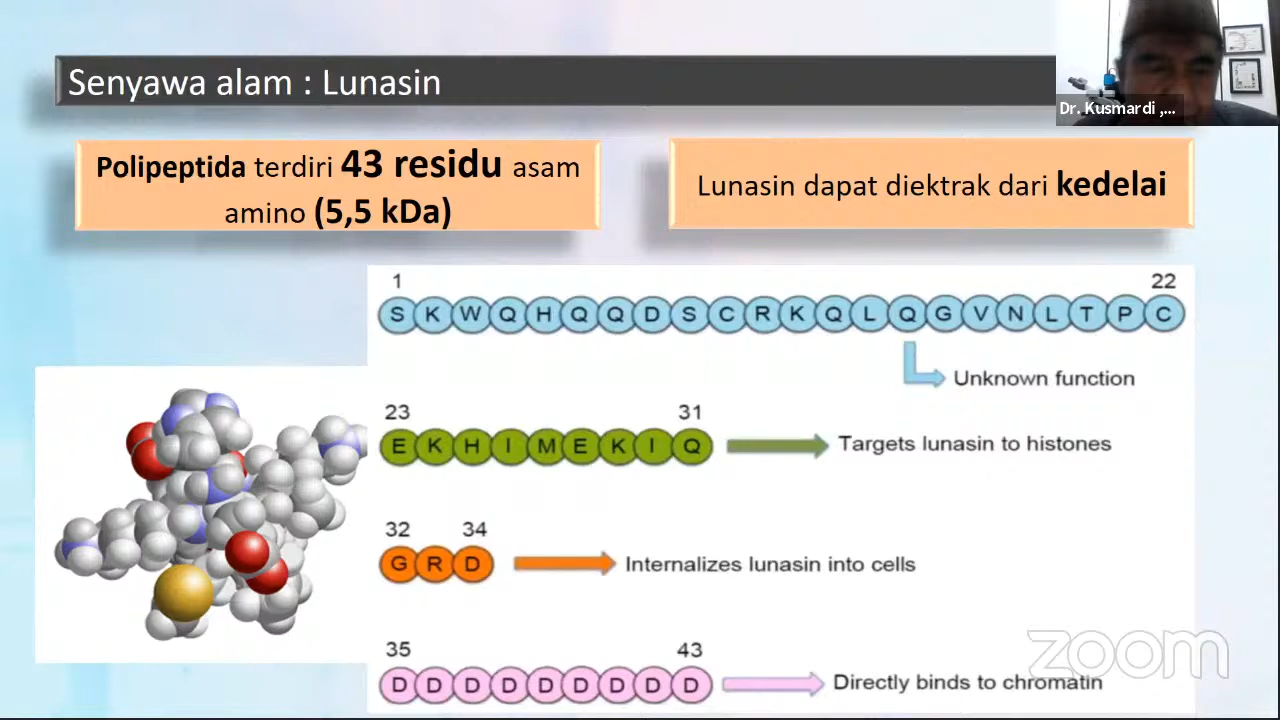 Senyawa alam : Lunasin
Dr. Kusmardi ,...
Polipeptida terdiri 43 residu asam
amino (5,5 kDa)
Lunasin dapat diektrak dari kedelai
1 22
S K W Q H Q Q D S C R K Q L Q G V N L T P C
Unknown function
23 31
E K H I M E K I Q
Targets lunasin to histones
32 34
G R D
Internalizes lunasin into cells
35 43
D D D D D D D D D
Directly binds to chromatin
zoom